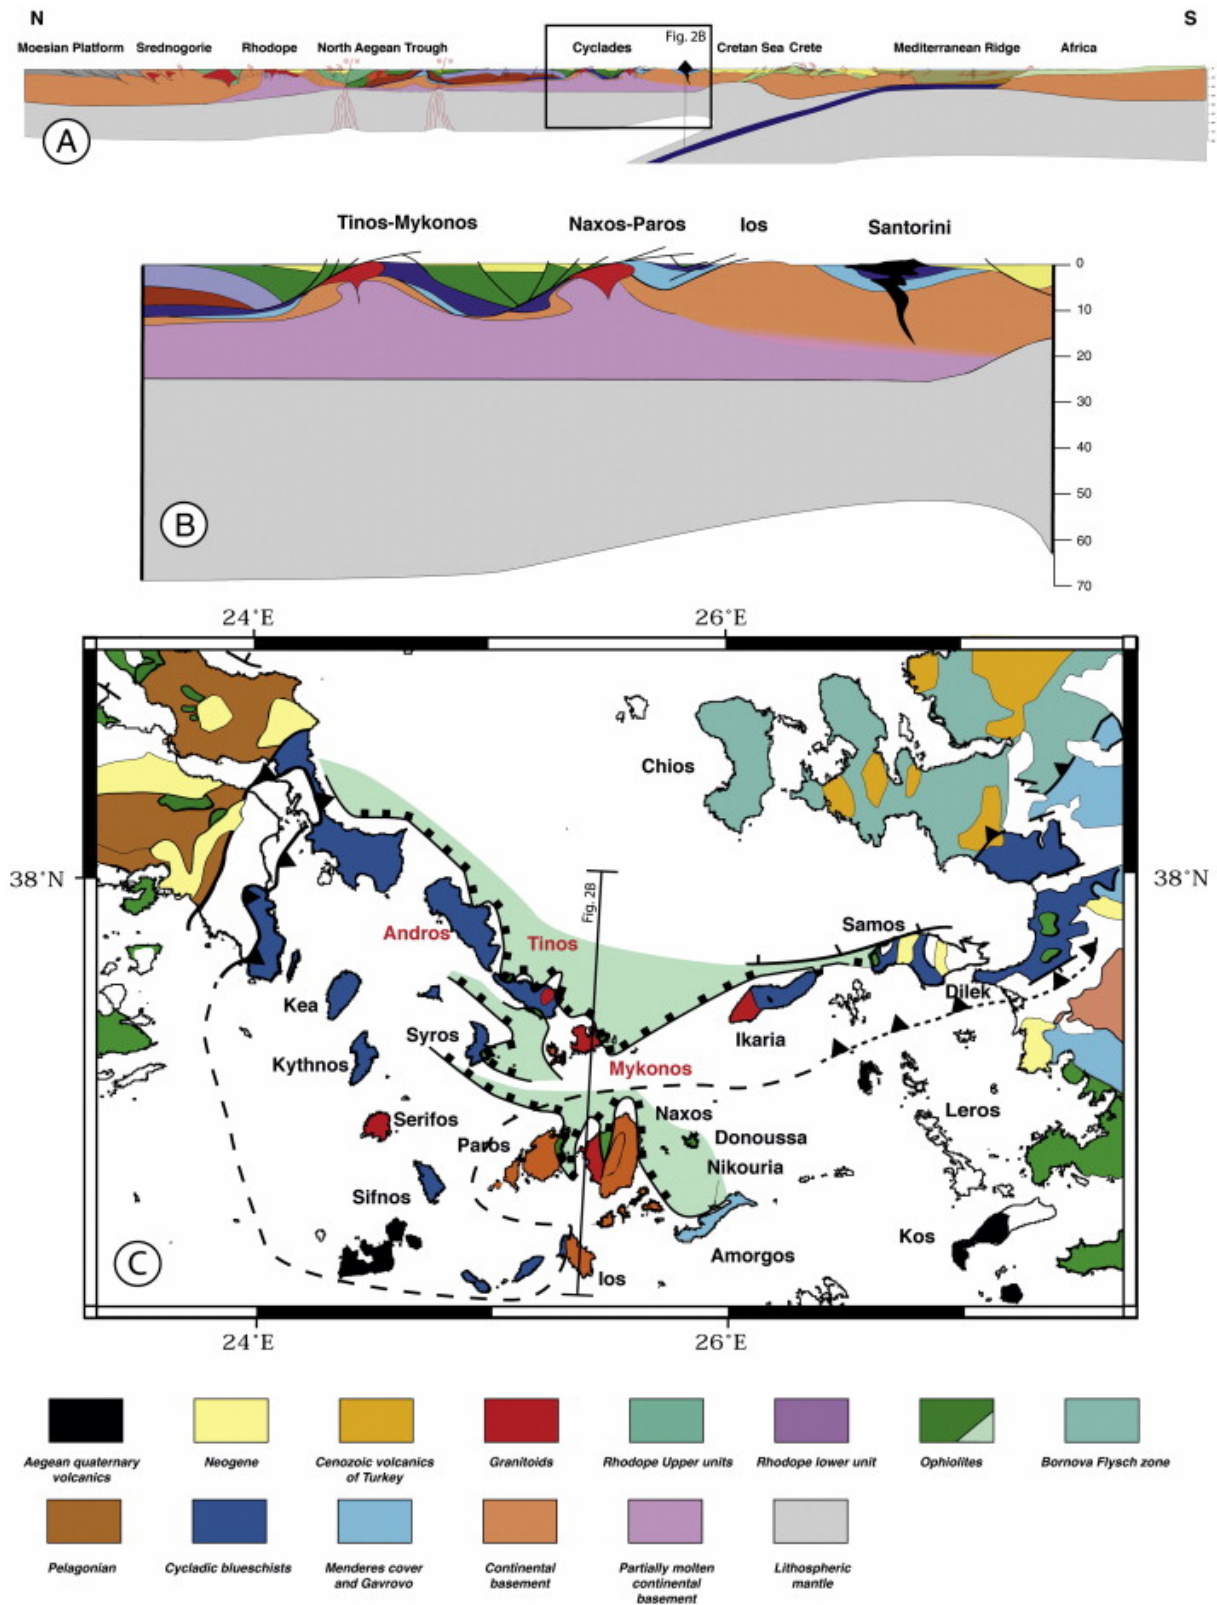 N
S
Fig. 2B
Moesian Platform Srednogorie Rhodope North Aegean Trough Cyclades Cretan Sea Crete Mediterranean Ridge Africa
A
Tinos-Mykonos Naxos-Paros Ios Santorini
0
10
20
30
40
50
60
70
B
24°E 26°E
Chios
38°N 38°N
Fig. 2B
Samos
Andros Tinos
Kea
Dilek
Syros
Ikaria
Kythnos
Mykonos
Serifos
Naxos
Leros
Paros
Donoussa
Nikouria
Sifnos
Kos
Amorgos
C
Ios
24°E 26°E
Aegean quaternary
volcanics
Neogene
Cenozoic volcanics
of Turkey
Granitoids
Rhodope Upper units
Rhodope lower unit
Ophiolites
Bornova Flysch zone
Pelagonian
Cycladic blueschists
Menderes cover
and Gavrovo
Continental
basement
Partially molten
continental
basement
Lithospheric
mantle